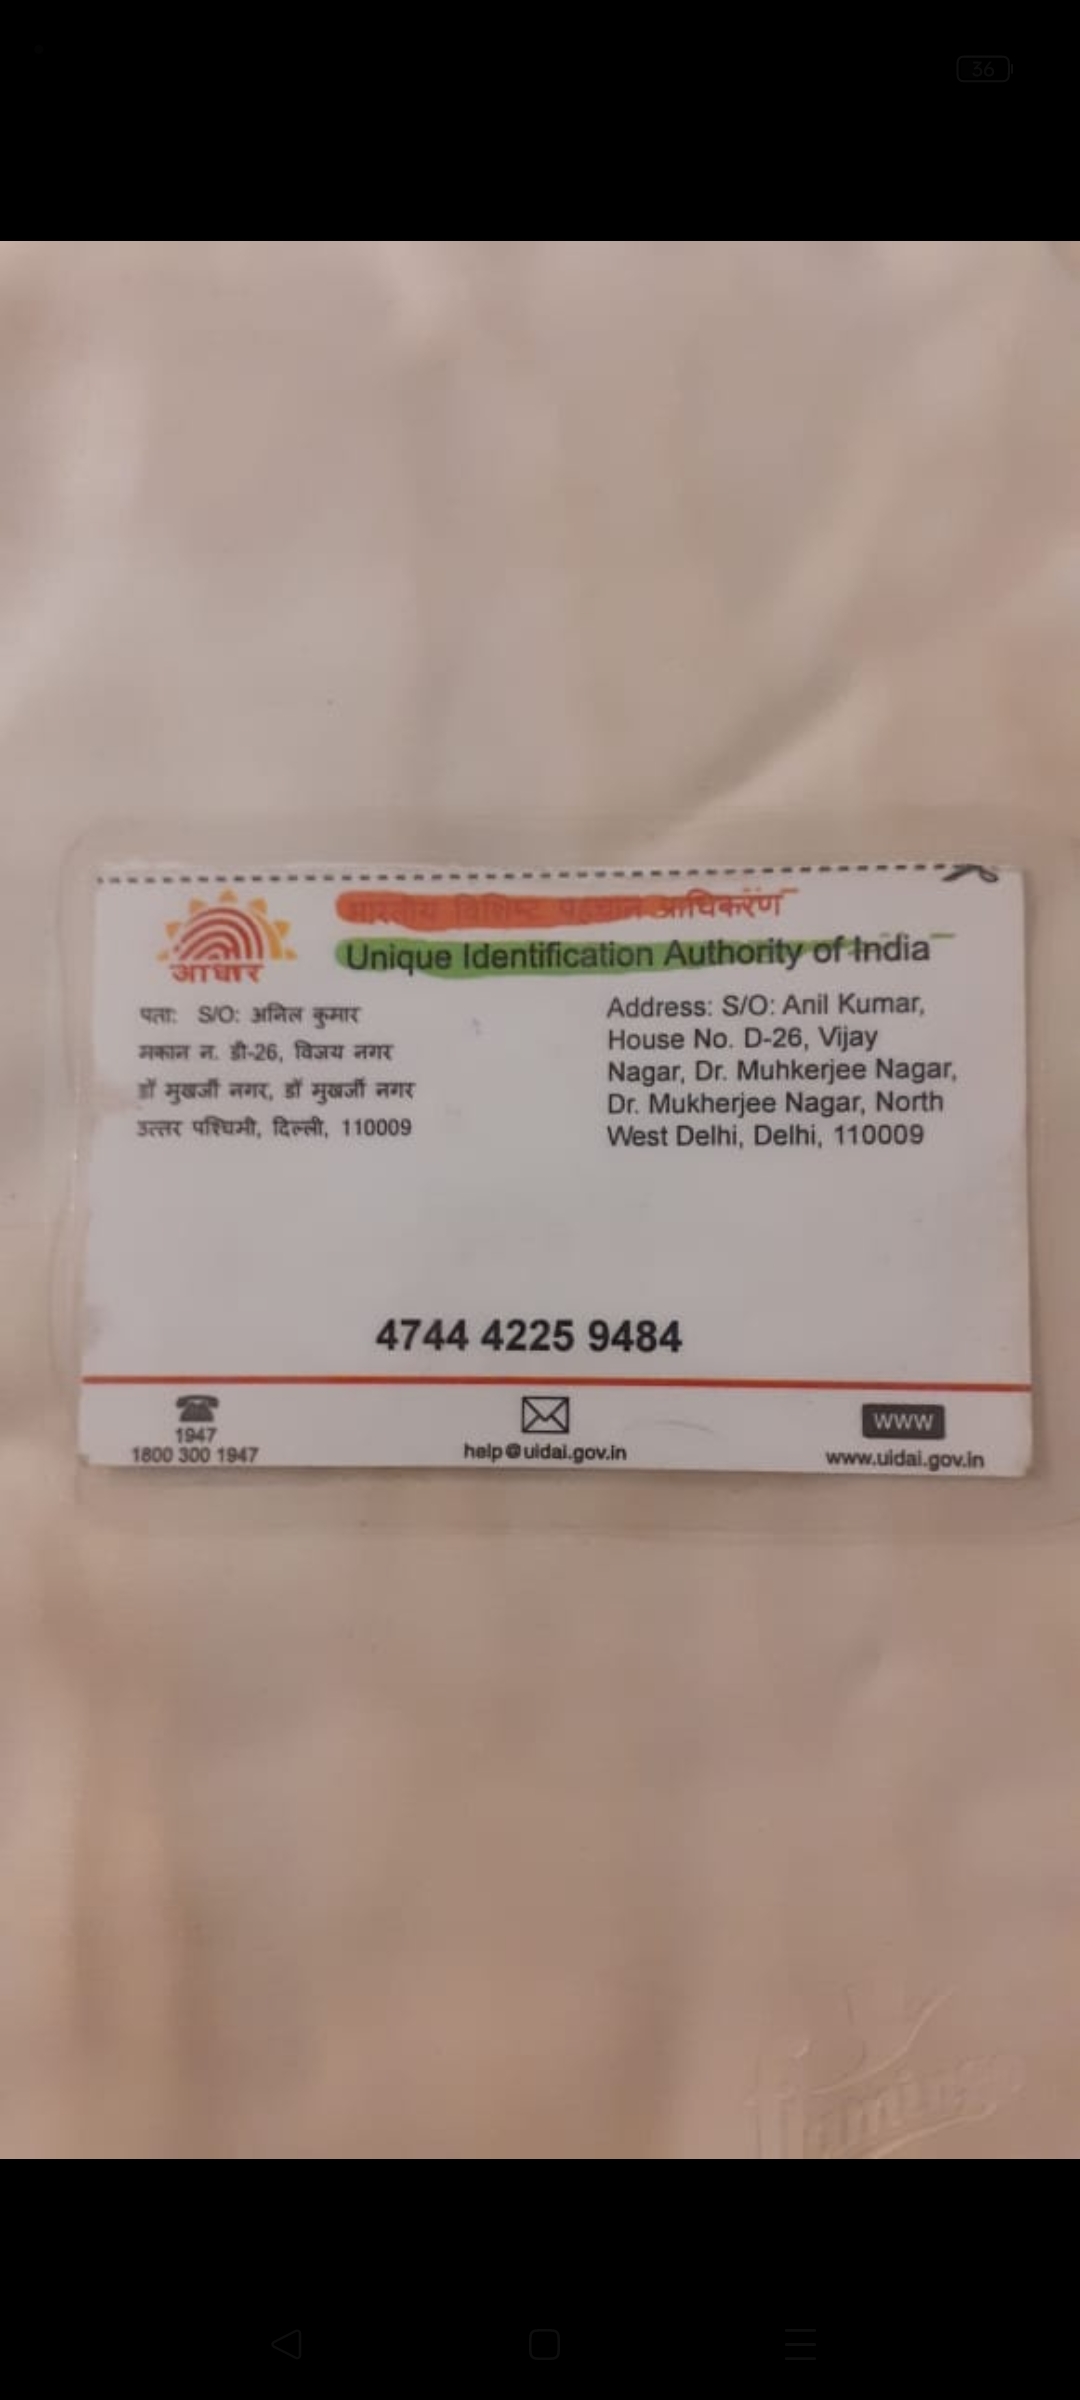 36
भारतीय विशिष्ट पहचान आधिकरण
Unique Identification Authority of India
आधार
पता: S/O: अनिल कुमार
मकान न. डी-26, विजय नगर
डॉ मुखर्जी नगर, डॉ मुखर्जी नगर
उत्तर पश्चिमी, दिल्ली, 110009
Address: S/O: Anil Kumar,
House No. D-26, Vijay
Nagar, Dr. Muhkerjee Nagar,
Dr. Mukherjee Nagar, North
West Delhi, Delhi, 110009
4744 4225 9484
1947
1800 300 1947
help@uidai.gov.in
WWW
www.uidai.gov.in
flamingo